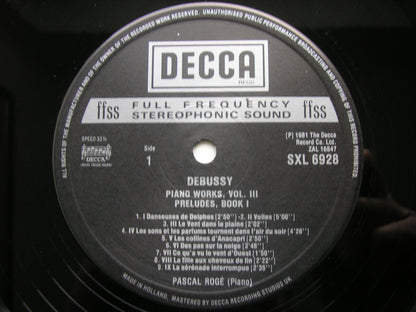 ALL RIGHTS OF THE MANUFACTURER AND OF THE OWNER OF THE RECORDED WORK RESERVED. UNAUTHORISED PUBLIC PERFORMANCE BROADCASTING AND COPYING OF THIS RECORD PROHIBITED
DECCA
ffss FULL FREQUENCY ffss
STEREOPHONIC SOUND
SPEED 33⅓
DECCA
Side
1
(P) 1981 The Decca
Record Co. Ltd.
ZAL 16847
SXL 6928
DEBUSSY
PIANO WORKS, VOL. III
PRELUDES, BOOK I
1 I Danseuses de Delphes [2'50''] - 2 II Voiles [5'00'']
3 III Le Vent dans la plaine [2'02'']
4 IV Les sons et les parfums tournent dans l'air du soir [4'26'']
5 V Les collines d'Anacapri [2'50'']
6 VI Des pas sur la neige [3'48'']
7 VII Ce qu'a vu le vent d'Ouest [1'50'']
8 VIII La fille aux cheveux de lin [2'22'']
9 IX La sérénade interrompue [2'35'']
PASCAL ROGÉ (Piano)
MADE IN HOLLAND, MASTERED BY DECCA RECORDING STUDIOS UK